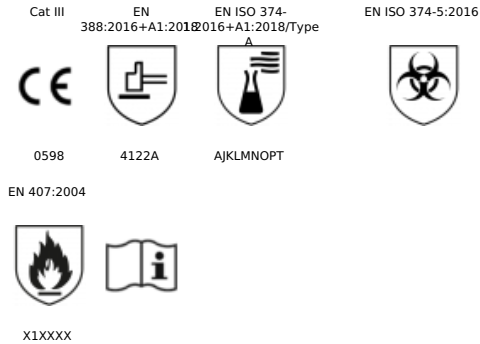 Cat III
EN
388:2016+A1:2018
EN ISO 374-
1:2016+A1:2018/Type
A
EN ISO 374-5:2016
CE
0598
4122A
AJKLMNOPT
EN 407:2004
i
X1XXXX